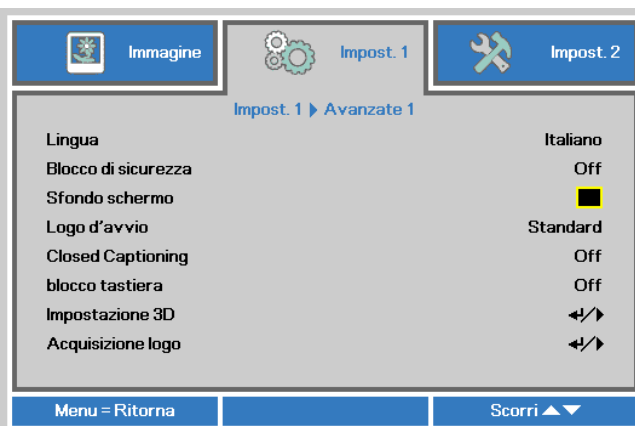 Immagine Impost. 1 Impost. 2
Impost. 1 Avanzate 1
Lingua Italiano
Blocco di sicurezza Off
Sfondo schermo
Logo d'avvio Standard
Closed Captioning Off
blocco tastiera Off
Impostazione 3D
Acquisizione logo
Menu = Ritorna Scorri